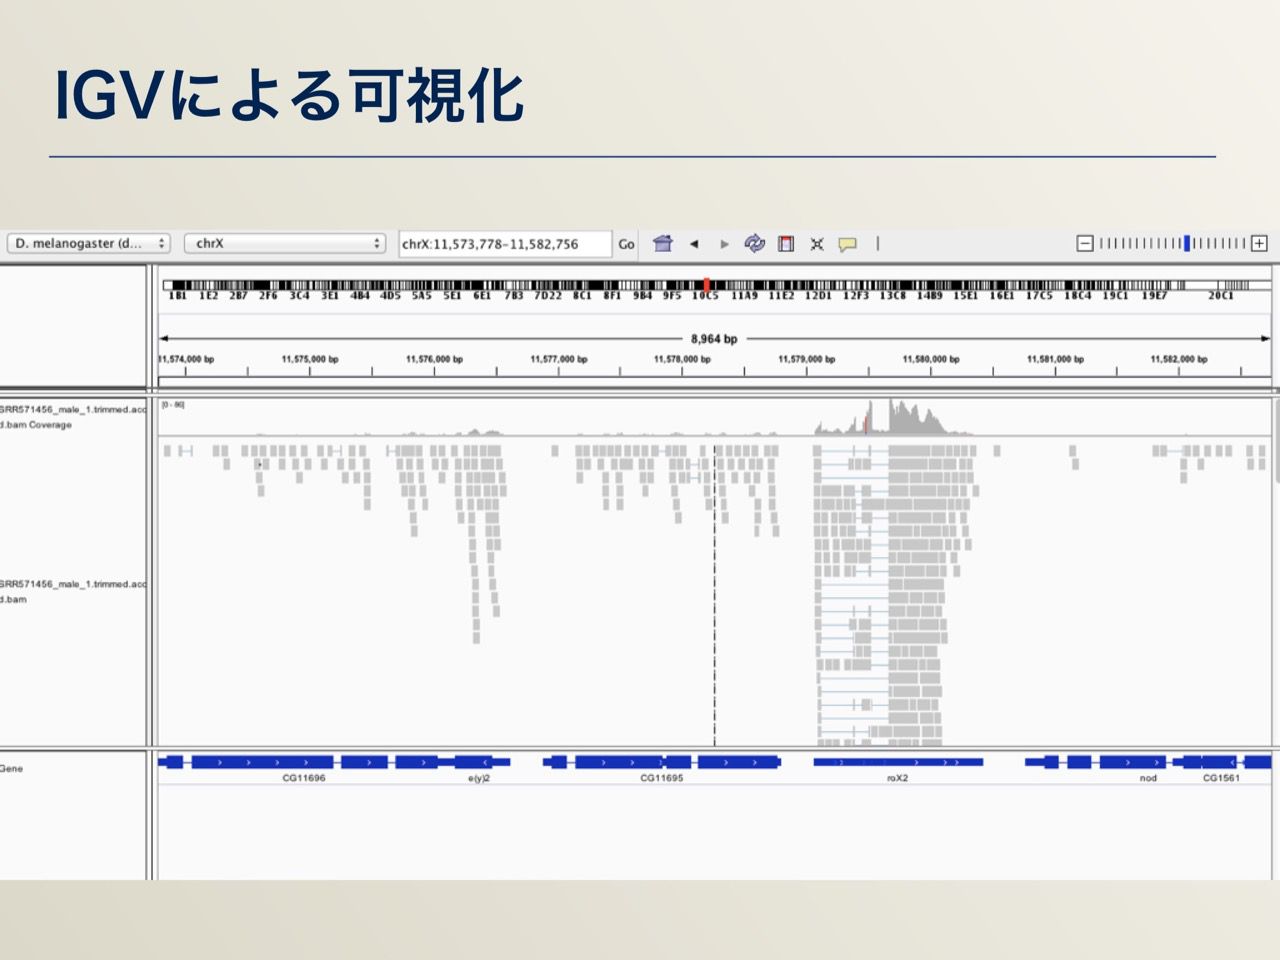 IGVによる可視化
D. melanogaster (d...
chrX
chrX:11,573,778-11,582,756
Go
1B1 1E2 2B7 2F6 3C4 3E1 4B4 4D5 5A5 5E1 6E1 7B3 7D22 8C1 8F1 9B4 9F5 10C5 11A9 11E2 12D1 12F3 13C8 14B9 15E1 16E1 17C5 18C4 19C1 19E7 20C1
8,964 bp
11,574,000 bp 11,575,000 bp 11,576,000 bp 11,577,000 bp 11,578,000 bp 11,579,000 bp 11,580,000 bp 11,581,000 bp 11,582,000 bp
SRR571456_male_1.trimmed.acc
d.bam Coverage
[0 - 86]
SRR571456_male_1.trimmed.acc
d.bam
Gene
CG11696 e(y)2 CG11695 roX2 nod CG1561